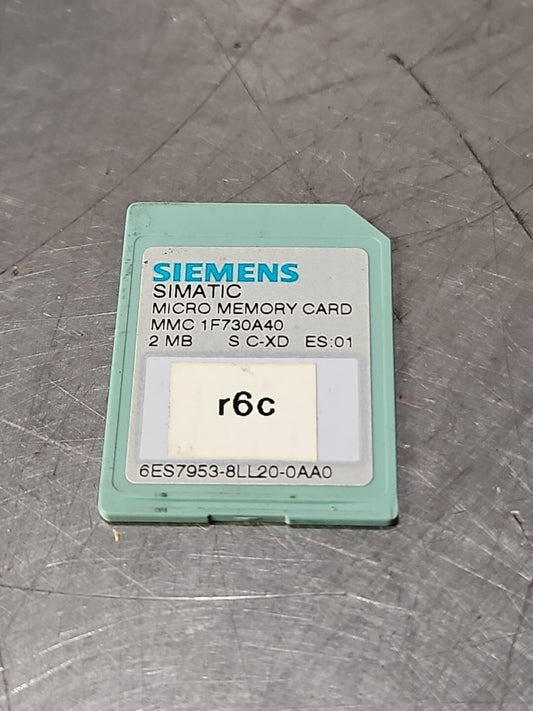 SIEMENS
SIMATIC
MICRO MEMORY CARD
MMC 1F730A40
2 MB S C-XD ES:01
r6c
6ES7953-8LL20-0AA0